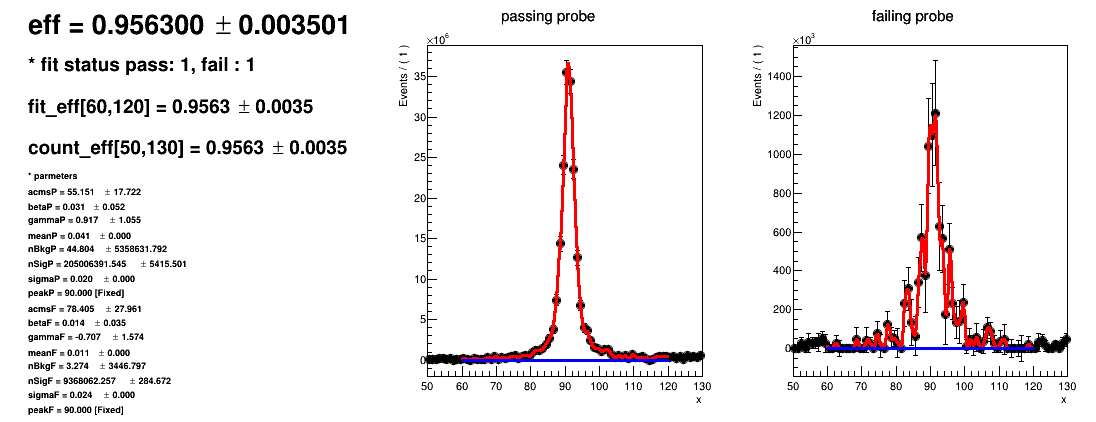 eff = 0.956300 ± 0.003501
* fit status pass: 1, fail : 1
fit_eff[60,120] = 0.9563 ± 0.0035
count_eff[50,130] = 0.9563 ± 0.0035
* parmeters
acmsP = 55.151 ± 17.722
betaP = 0.031 ± 0.052
gammaP = 0.917 ± 1.055
meanP = 0.041 ± 0.000
nBkgP = 44.804 ± 5358631.792
nSigP = 205006391.545 ± 5415.501
sigmaP = 0.020 ± 0.000
peakP = 90.000 [Fixed]
acmsF = 78.405 ± 27.961
betaF = 0.014 ± 0.035
gammaF = -0.707 ± 1.574
meanF = 0.011 ± 0.000
nBkgF = 3.274 ± 3446.797
nSigF = 9368062.257 ± 284.672
sigmaF = 0.024 ± 0.000
peakF = 90.000 [Fixed]
passing probe
×10⁶
Events / ( 1 )
35
30
25
20
15
10
5
0
50 60 70 80 90 100 110 120 130
x
failing probe
×10³
Events / ( 1 )
1400
1200
1000
800
600
400
200
0
50 60 70 80 90 100 110 120 130
x